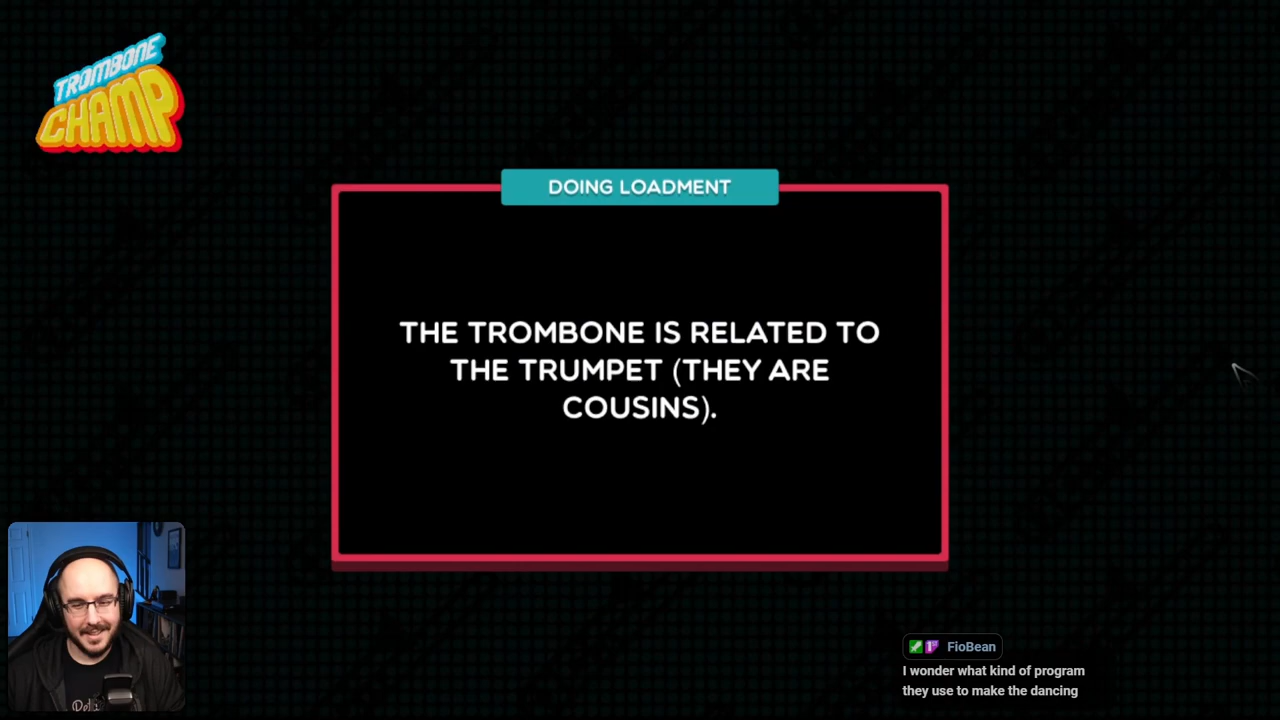 TROMBONE
CHAMP
DOING LOADMENT
THE TROMBONE IS RELATED TO
THE TRUMPET (THEY ARE
COUSINS).
FioBean
I wonder what kind of program
they use to make the dancing